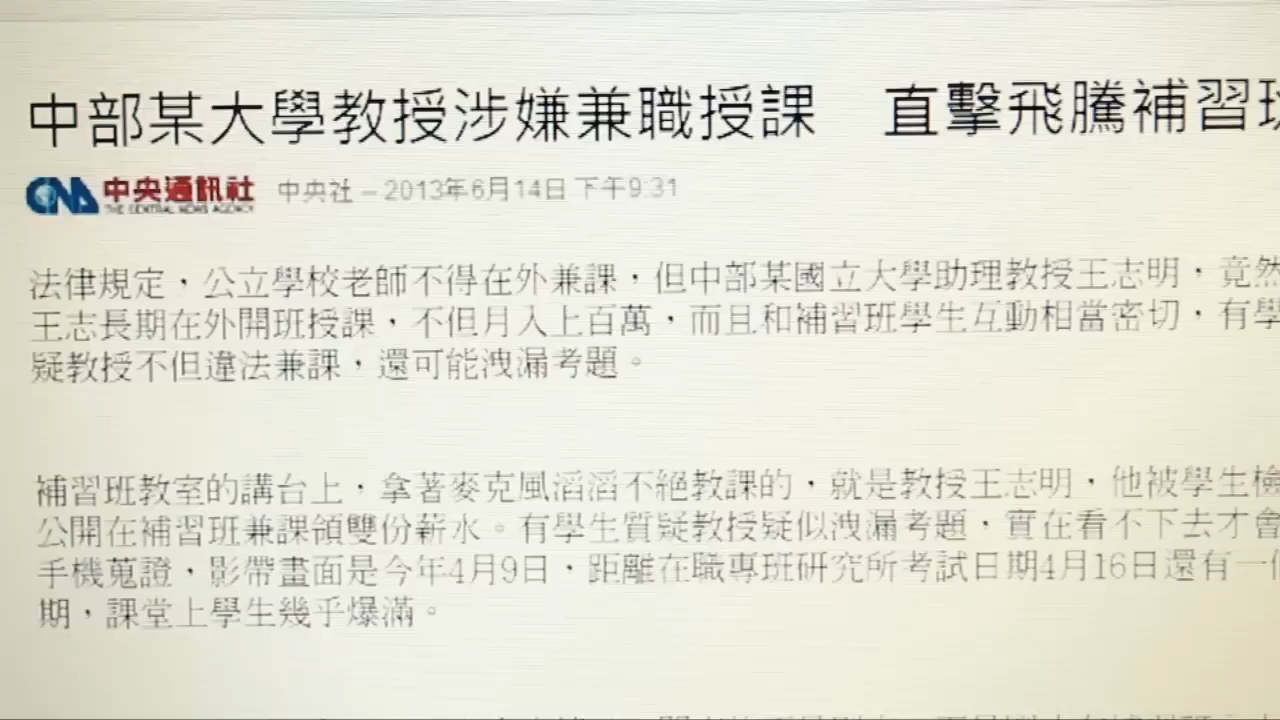 中部某大學教授涉嫌兼職授課　直擊飛騰補習班
CNA 中央通訊社 中央社 – 2013年6月14日 下午9:31
THE CENTRAL NEWS AGENCY
法律規定，公立學校老師不得在外兼課，但中部某國立大學助理教授王志明，竟然
王志長期在外開班授課，不但月入上百萬，而且和補習班學生互動相當密切，有學
疑教授不但違法兼課，還可能洩漏考題。
補習班教室的講台上，拿著麥克風滔滔不絕教課的，就是教授王志明，他被學生檢
公開在補習班兼課領雙份薪水。有學生質疑教授疑似洩漏考題，實在看不下去才會
手機蒐證，影帶畫面是今年4月9日，距離在職專班研究所考試日期4月16日還有一個
期，課堂上學生幾乎爆滿。